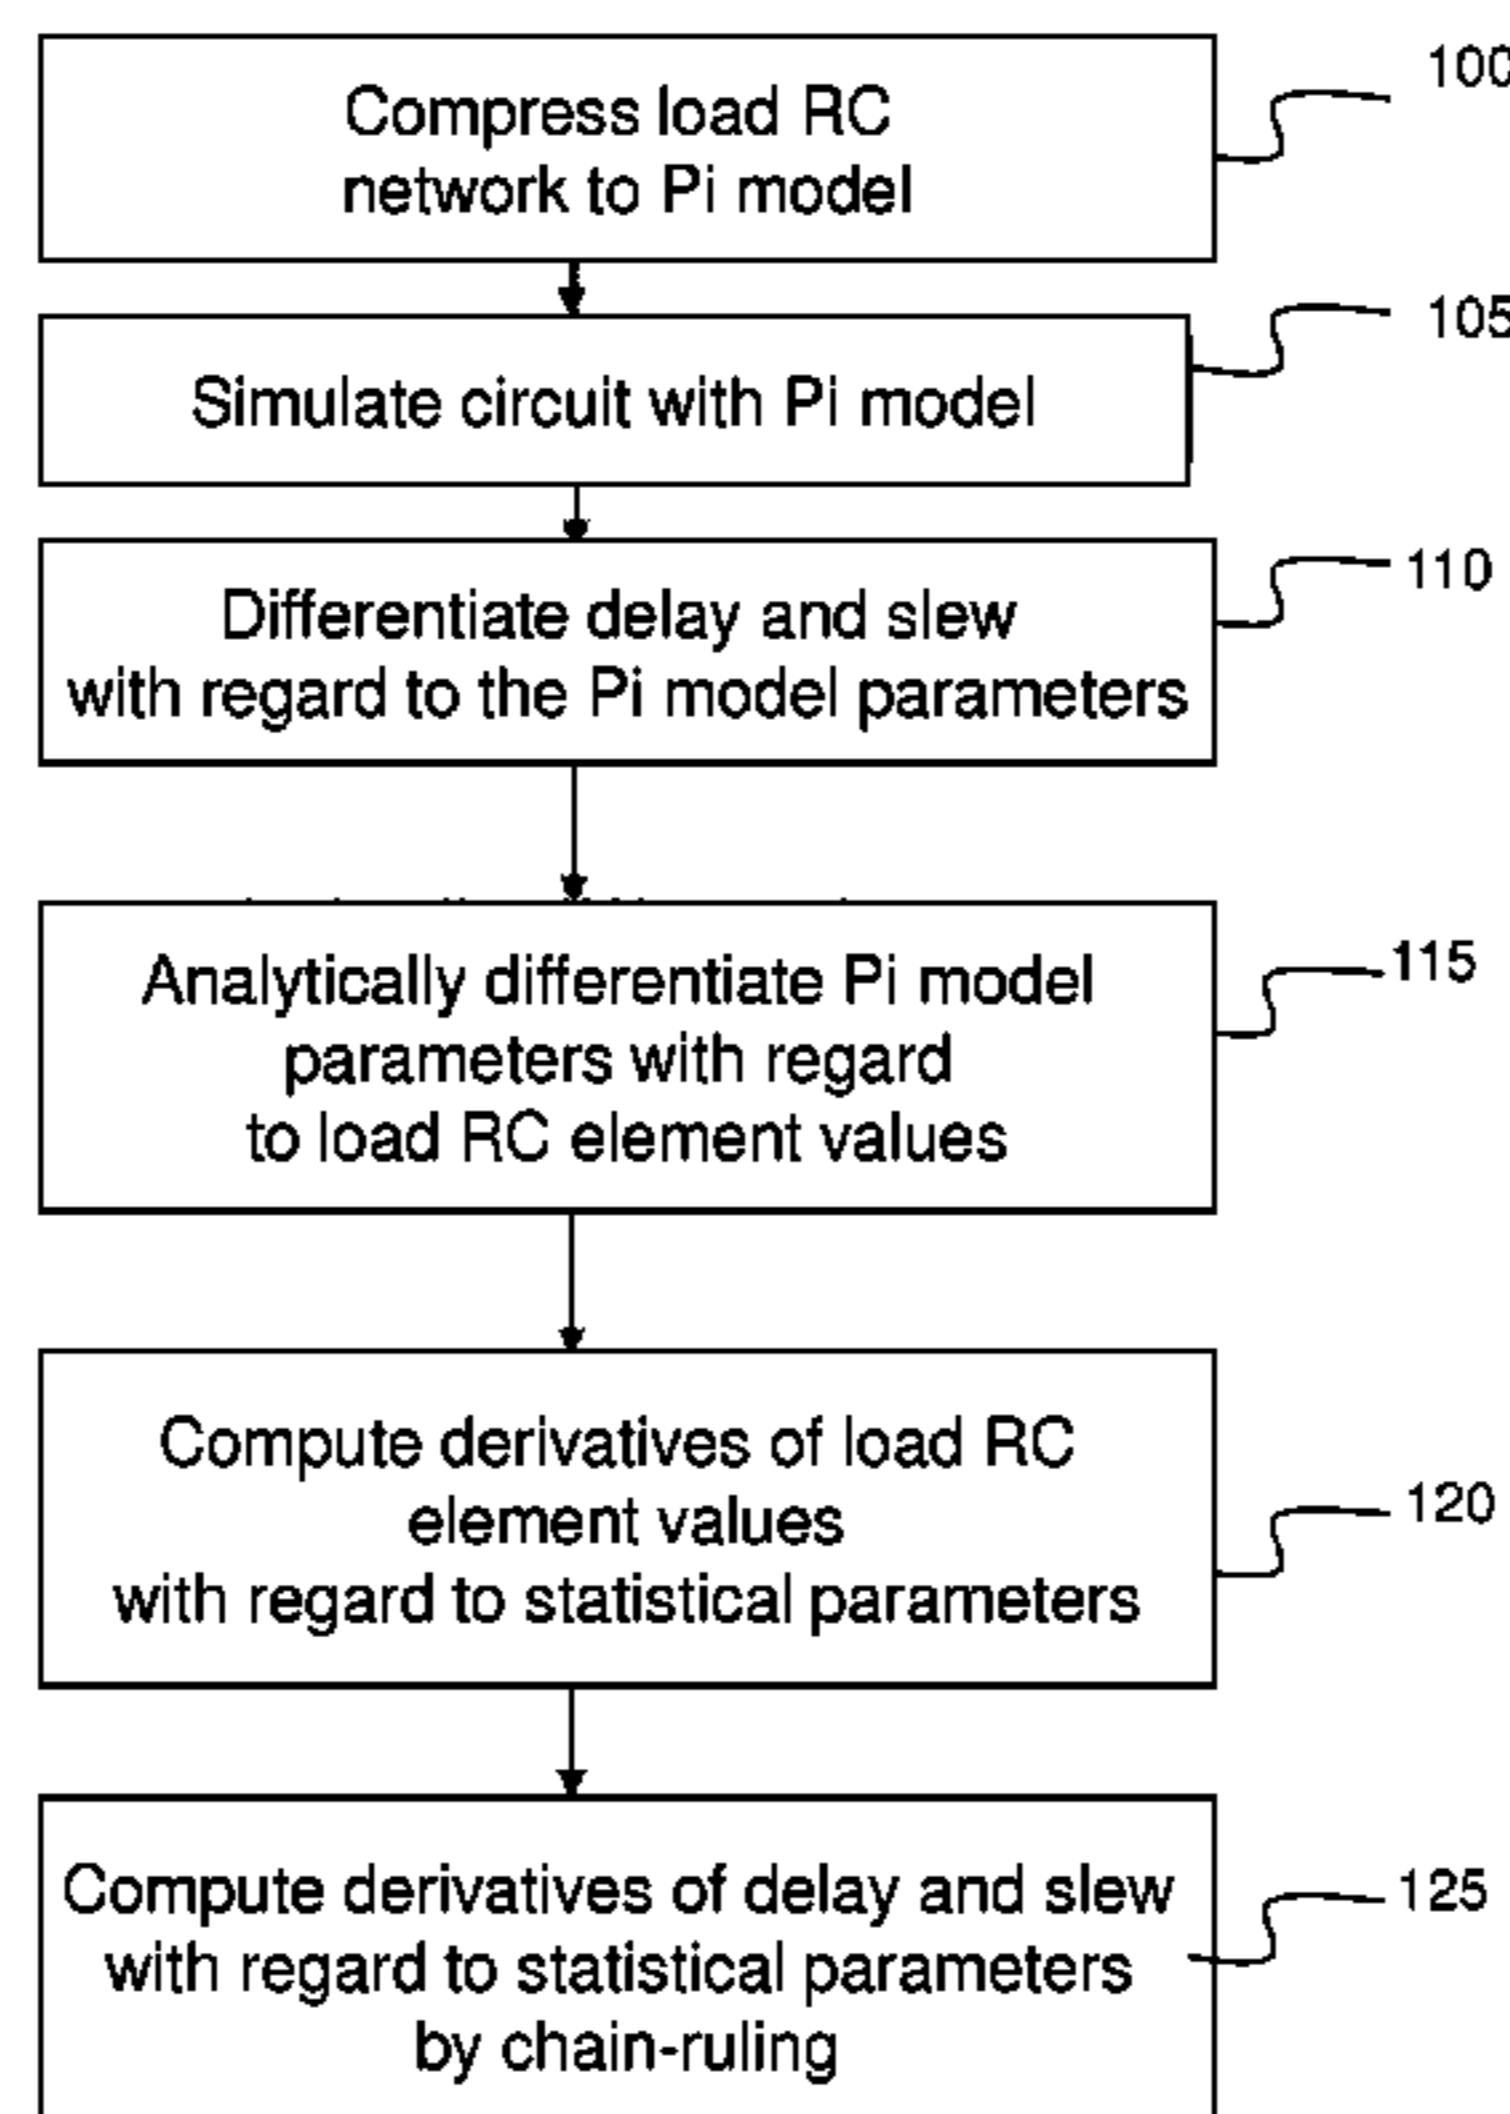 Compress load RC
network to Pi model
100
Simulate circuit with Pi model
105
Differentiate delay and slew
with regard to the Pi model parameters
110
Analytically differentiate Pi model
parameters with regard
to load RC element values
115
Compute derivatives of load RC
element values
with regard to statistical parameters
120
Compute derivatives of delay and slew
with regard to statistical parameters
by chain-ruling
125